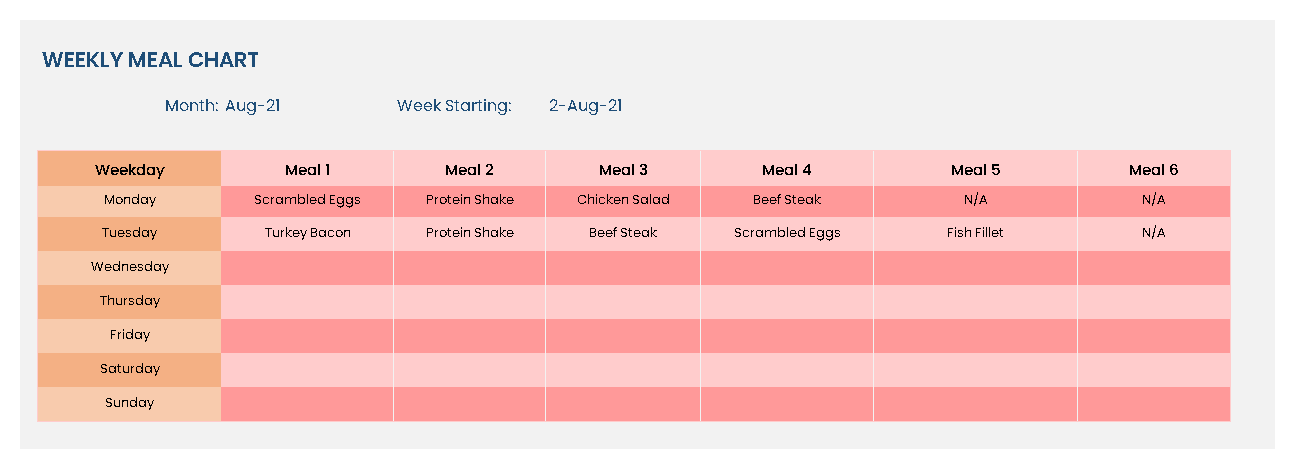 WEEKLY MEAL CHART
Month: Aug-21 Week Starting: 2-Aug-21
Weekday Meal 1 Meal 2 Meal 3 Meal 4 Meal 5 Meal 6
Monday Scrambled Eggs Protein Shake Chicken Salad Beef Steak N/A N/A
Tuesday Turkey Bacon Protein Shake Beef Steak Scrambled Eggs Fish Fillet N/A
Wednesday
Thursday
Friday
Saturday
Sunday